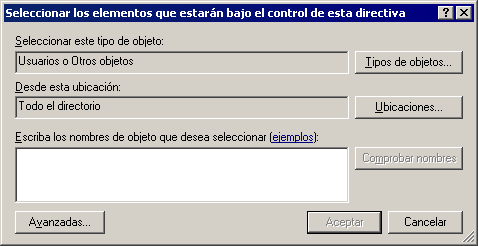 Seleccionar los elementos que estarán bajo el control de esta directiva
Seleccionar este tipo de objeto:
Usuarios o Otros objetos
Tipos de objetos...
Desde esta ubicación:
Todo el directorio
Ubicaciones...
Escriba los nombres de objeto que desea seleccionar (ejemplos):
Comprobar nombres
Avanzadas...
Aceptar
Cancelar